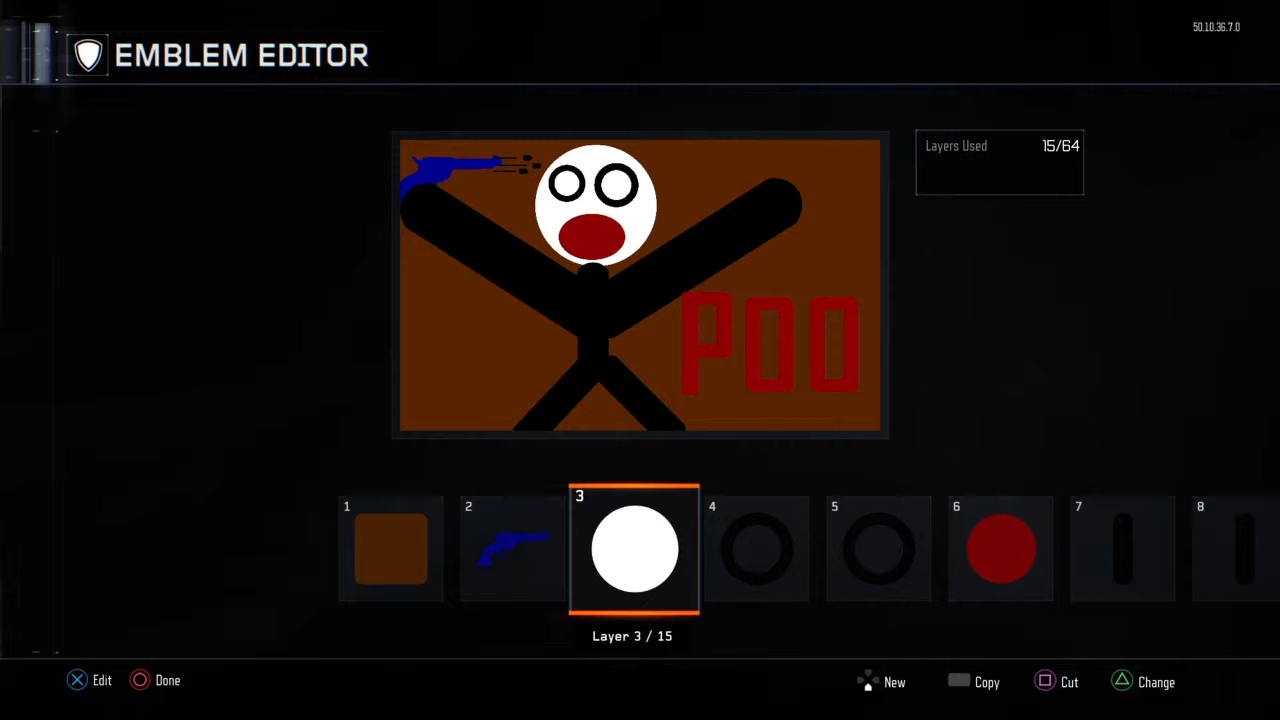 50.10.36.7.0
EMBLEM EDITOR
Layers Used 15/64
POO
1 2 3 4 5 6 7 8
Layer 3 / 15
Edit Done New Copy Cut Change